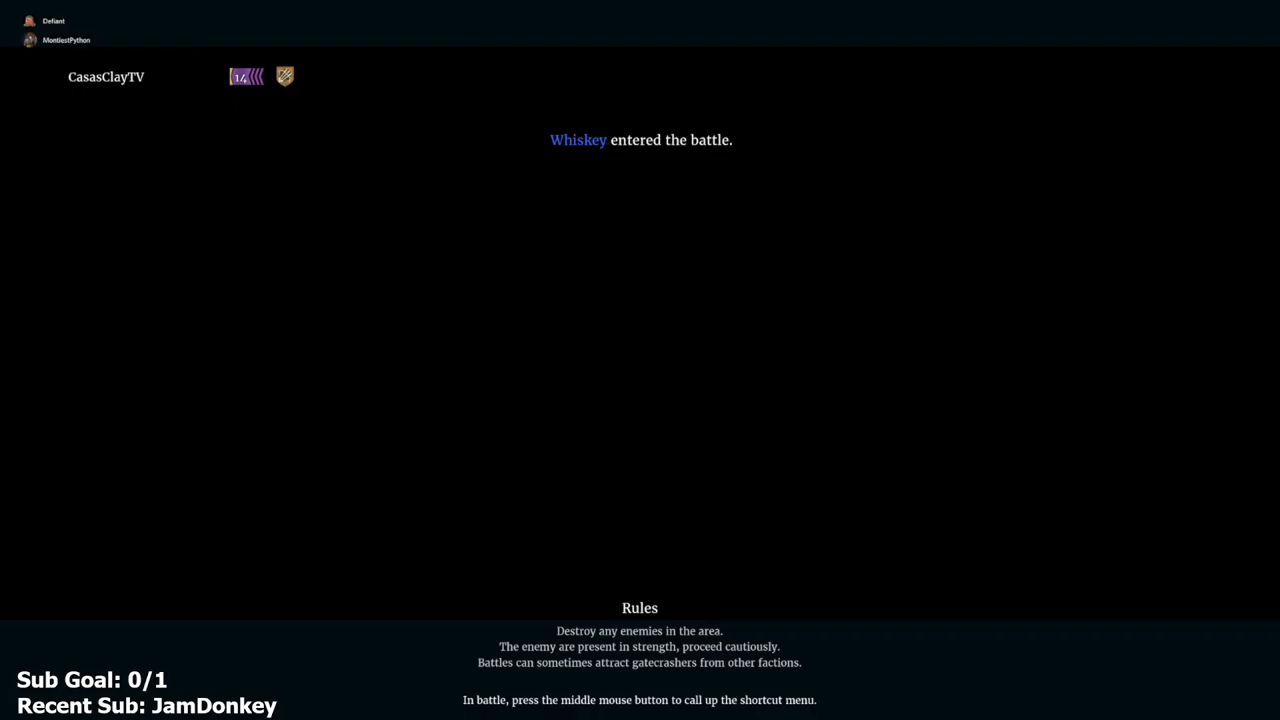 Defiant
MontiestPython
CasasClayTV
14
Whiskey entered the battle.
Rules
Destroy any enemies in the area.
The enemy are present in strength, proceed cautiously.
Battles can sometimes attract gatecrashers from other factions.
Sub Goal: 0/1
In battle, press the middle mouse button to call up the shortcut menu.
Recent Sub: JamDonkey